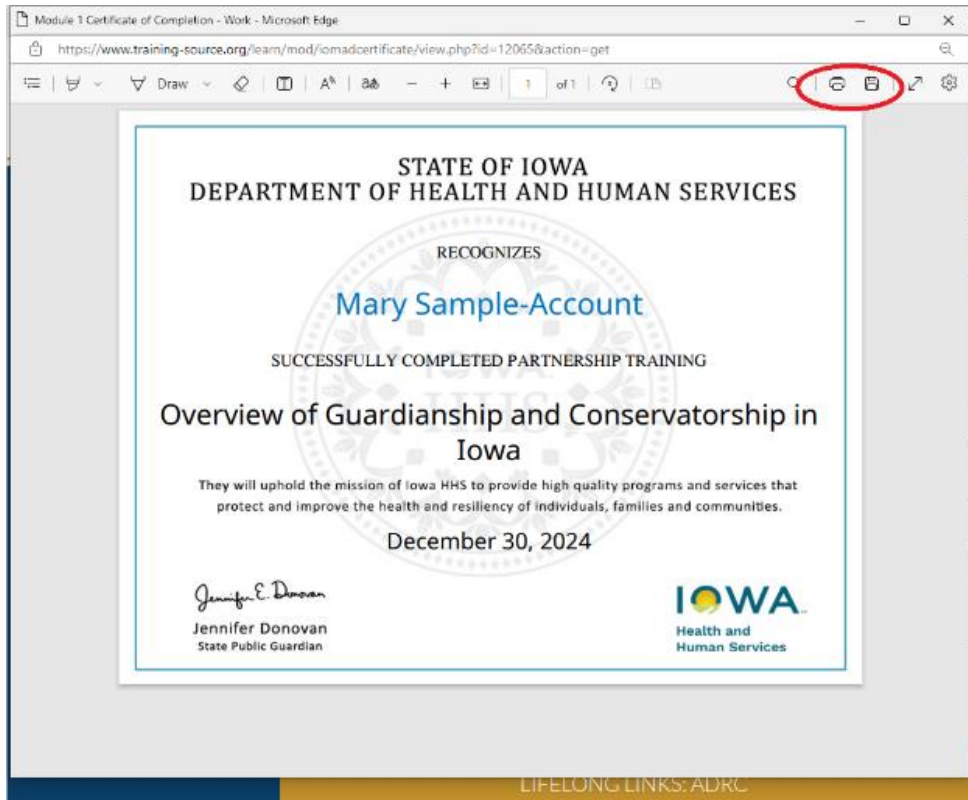 Module 1 Certificate of Completion - Work - Microsoft Edge
https://www.training-source.org/learn/mod/iomadcertificate/view.php?id=12065&action=get
Draw 1 of 1
STATE OF IOWA
DEPARTMENT OF HEALTH AND HUMAN SERVICES
RECOGNIZES
Mary Sample-Account
SUCCESSFULLY COMPLETED PARTNERSHIP TRAINING
Overview of Guardianship and Conservatorship in
Iowa
They will uphold the mission of Iowa HHS to provide high quality programs and services that
protect and improve the health and resiliency of individuals, families and communities.
December 30, 2024
Jennifer E. Donovan
Jennifer Donovan
State Public Guardian
IOWA
Health and
Human Services
IOWA
HHS
LIFELONG LINKS: ADRC